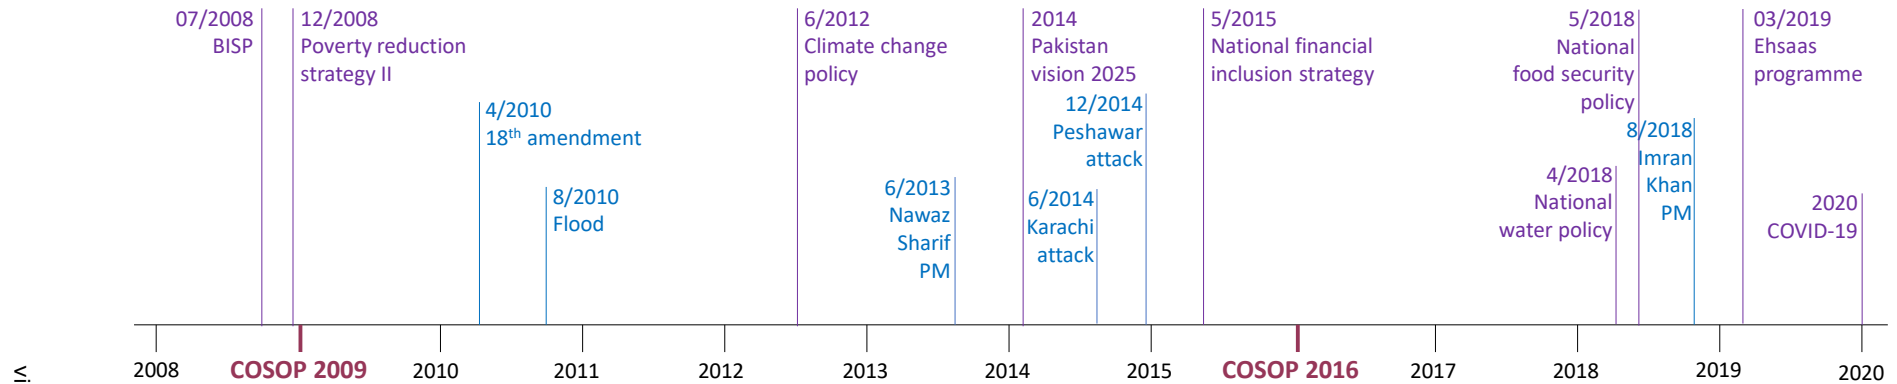 07/2008
BISP
12/2008
Poverty reduction
strategy II
4/2010
18th amendment
8/2010
Flood
6/2012
Climate change
policy
6/2013
Nawaz
Sharif
PM
2014
Pakistan
vision 2025
6/2014
Karachi
attack
12/2014
Peshawar
attack
5/2015
National financial
inclusion strategy
4/2018
National
water policy
5/2018
National
food security
policy
8/2018
Imran
Khan
PM
03/2019
Ehsaas
programme
2020
COVID-19
2008
COSOP 2009
2010
2011
2012
2013
2014
2015
COSOP 2016
2017
2018
2019
2020
vi